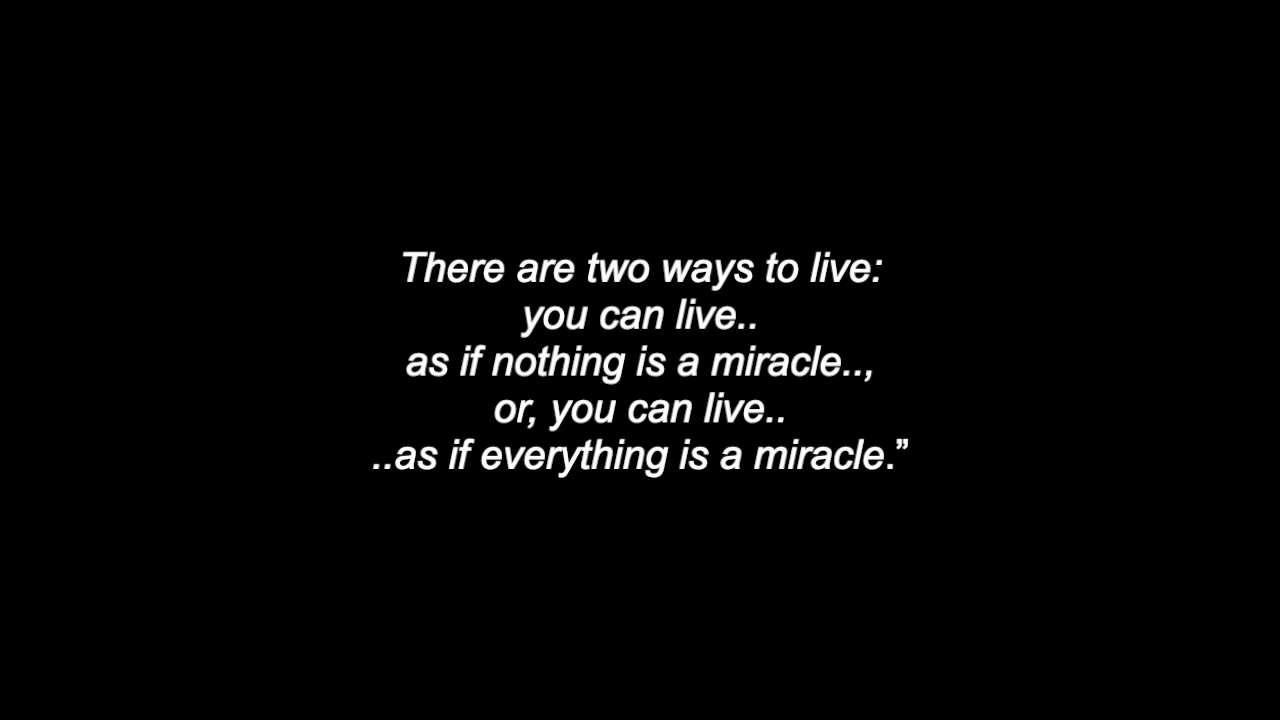 There are two ways to live:
you can live..
as if nothing is a miracle..,
or, you can live..
..as if everything is a miracle.”